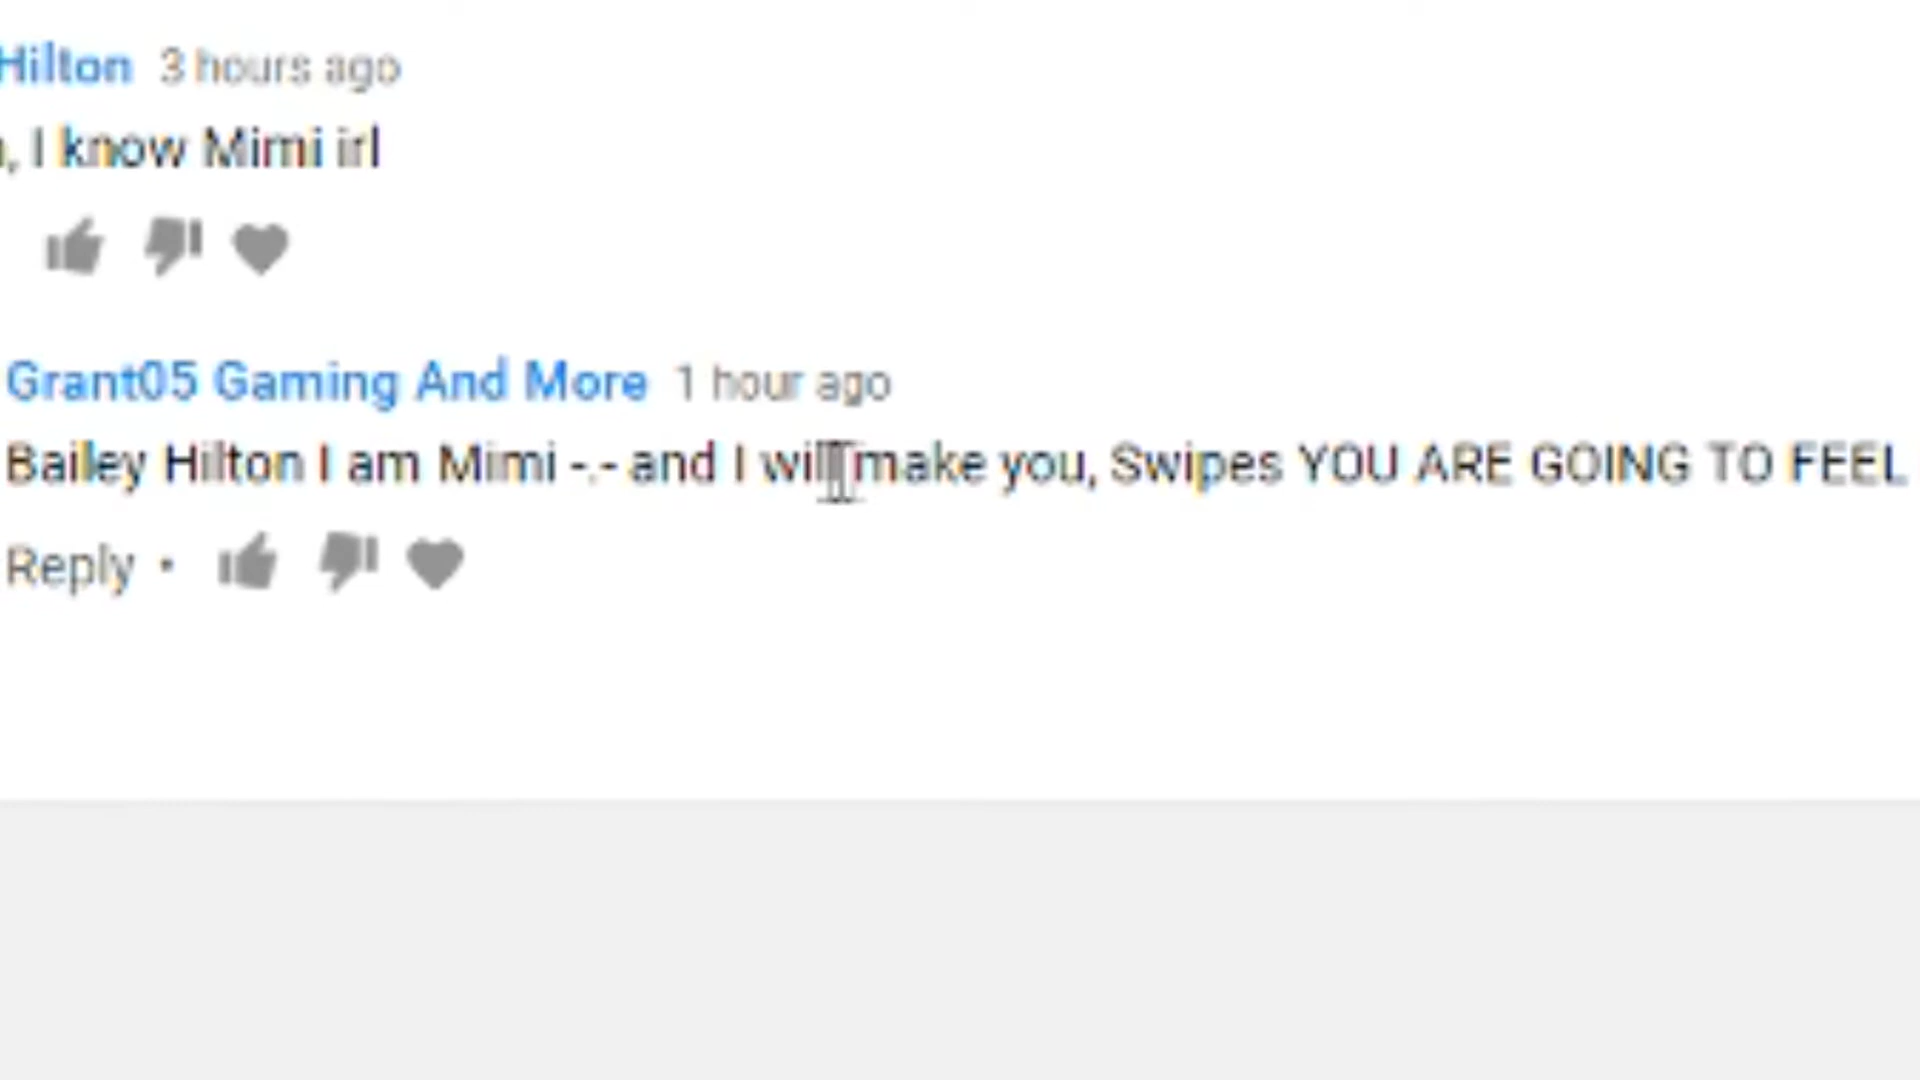 Hilton 3 hours ago
, I know Mimi irl
Grant05 Gaming And More 1 hour ago
Bailey Hilton I am Mimi -.- and I will make you, Swipes YOU ARE GOING TO FEEL
Reply •